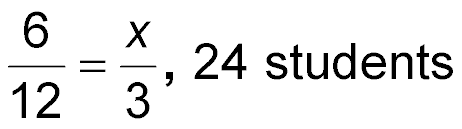 6/12 = x/3, 24 students